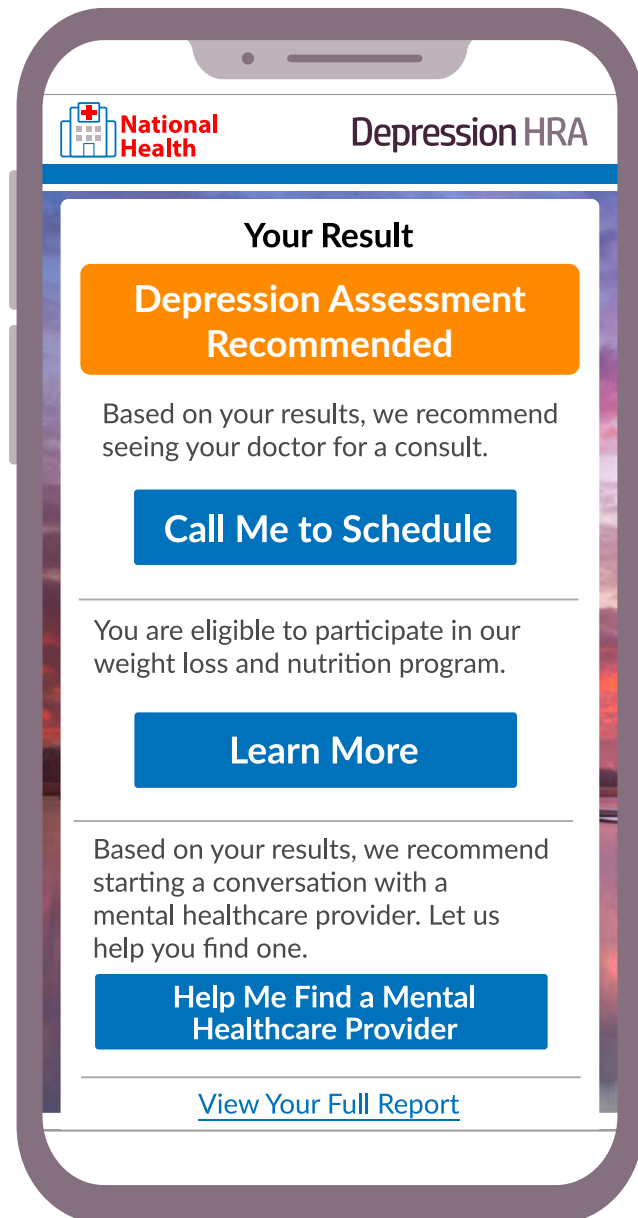 National
Health
Depression HRA
Your Result
Depression Assessment
Recommended
Based on your results, we recommend
seeing your doctor for a consult.
Call Me to Schedule
You are eligible to participate in our
weight loss and nutrition program.
Learn More
Based on your results, we recommend
starting a conversation with a
mental healthcare provider. Let us
help you find one.
Help Me Find a Mental
Healthcare Provider
View Your Full Report